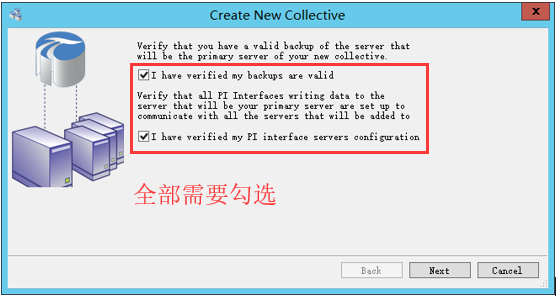 Create New Collective
Verify that you have a valid backup of the server that
will be the primary server of your new collective.
I have verified my backups are valid
Verify that all PI Interfaces writing data to the
server that will be your primary server are set up to
communicate with all the servers that will be added to
I have verified my PI interface servers configuration
全部需要勾选
Back
Next
Cancel